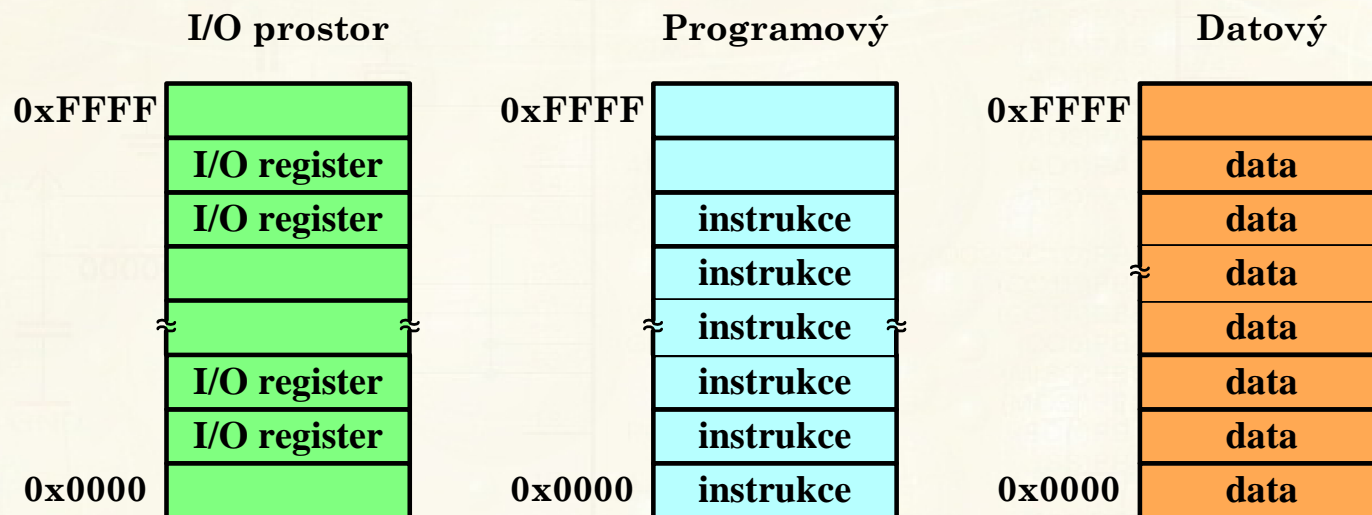 I/O prostor Programový Datový
0xFFFF 0xFFFF 0xFFFF
I/O register data
I/O register instrukce data
instrukce data
instrukce data
I/O register instrukce data
I/O register instrukce data
0x0000 0x0000 instrukce 0x0000 data